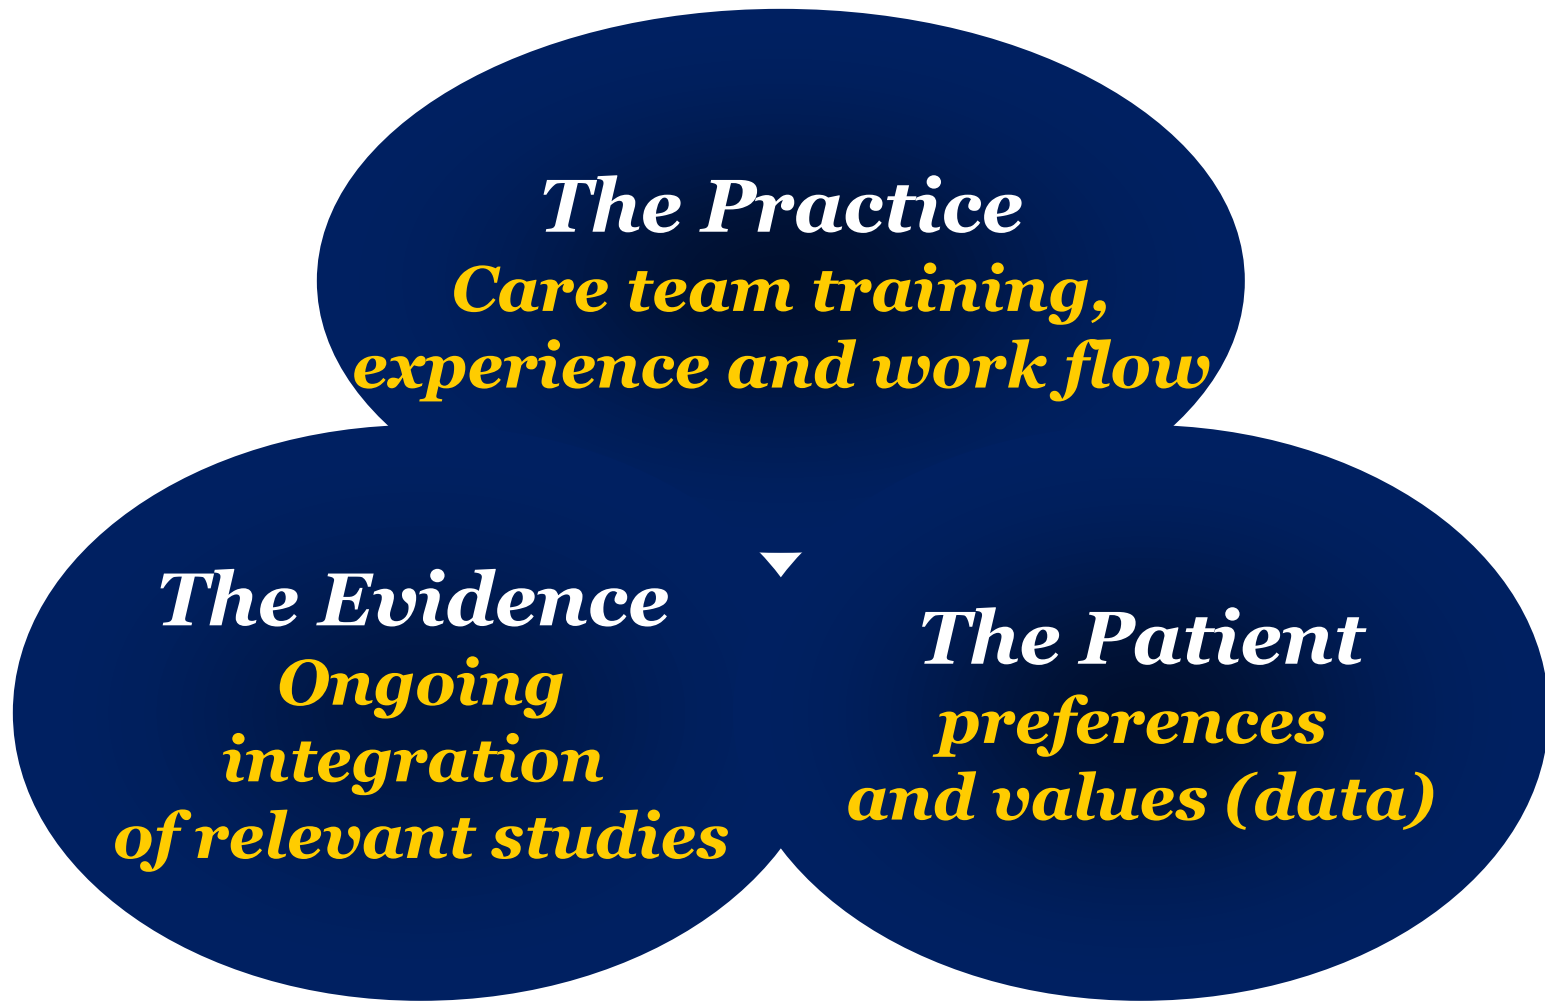 The Practice
Care team training,
experience and work flow
The Evidence
Ongoing
integration
of relevant studies
The Patient
preferences
and values (data)